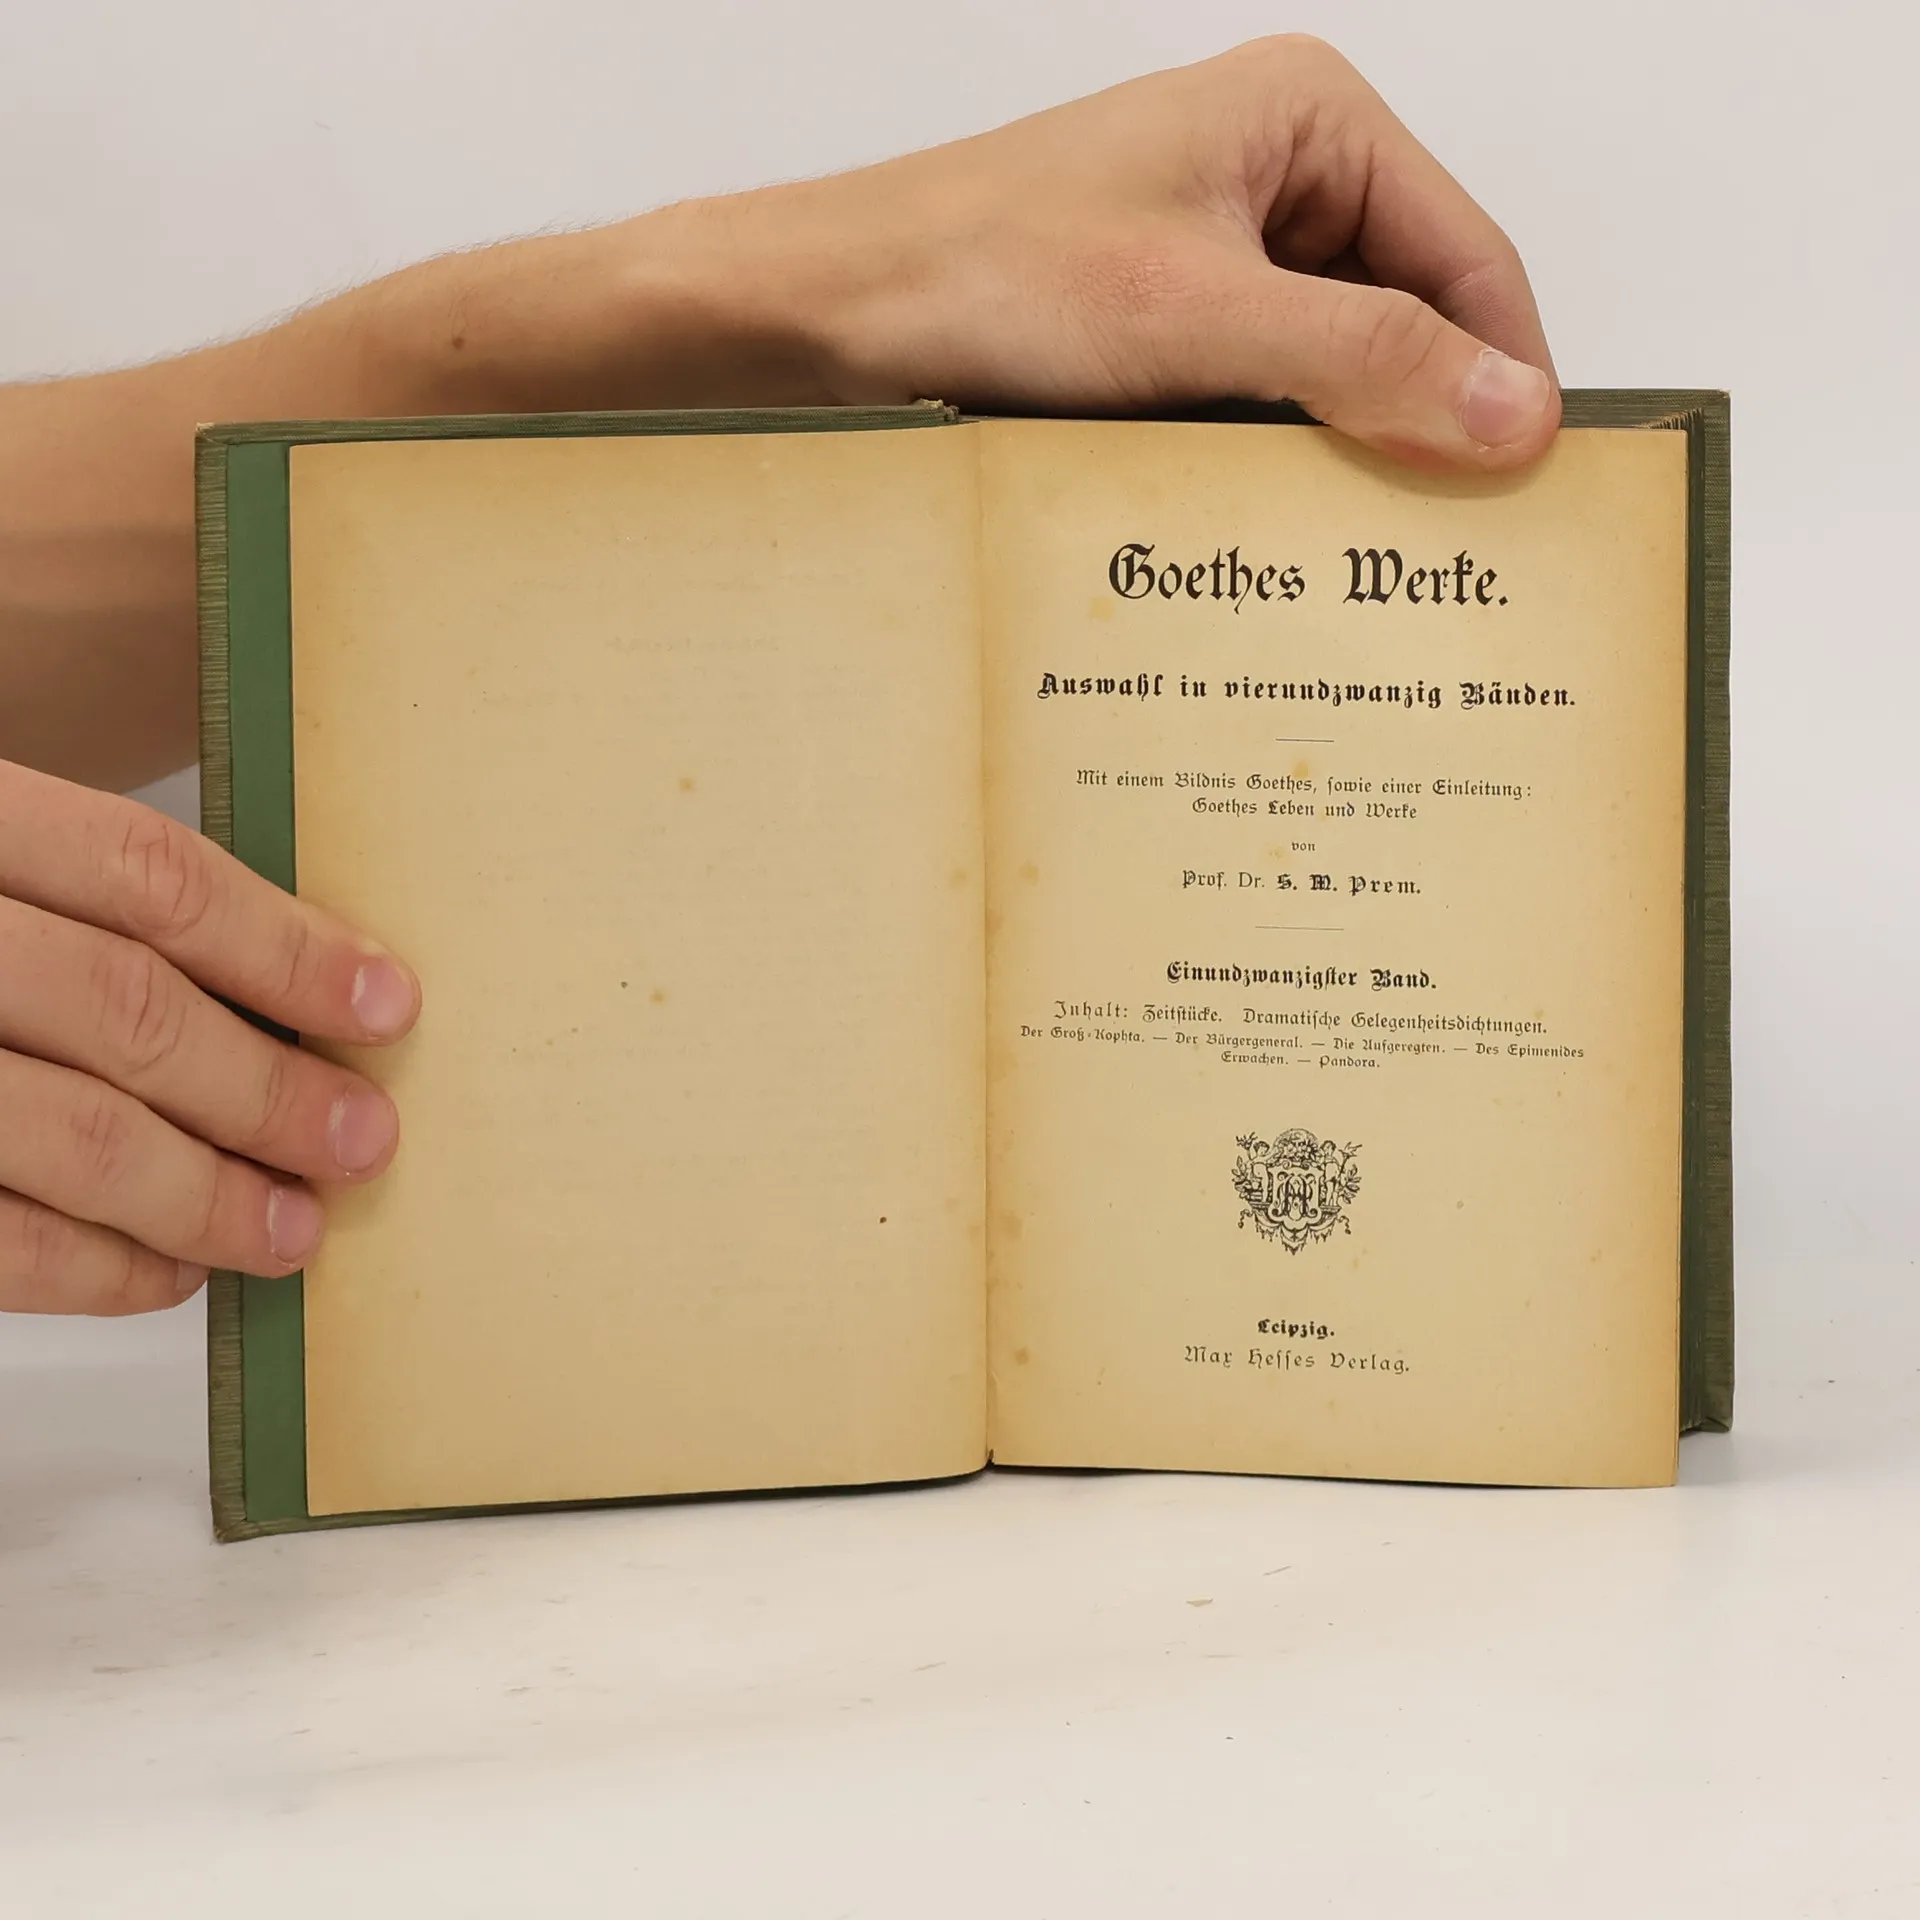 Goethes Werke.
Auswahl in vierundzwanzig Bänden.
Mit einem Bildnis Goethes, sowie einer Einleitung:
Goethes Leben und Werke
von
Prof. Dr. S. M. Prem.
Einundzwanzigster Band.
Inhalt: Zeitstücke. Dramatische Gelegenheitsdichtungen.
Der Groß-Kophta. — Der Bürgergeneral. — Die Aufgeregten. — Des Epimenides
Erwachen. — Pandora.
Leipzig.
Max Hesses Verlag.